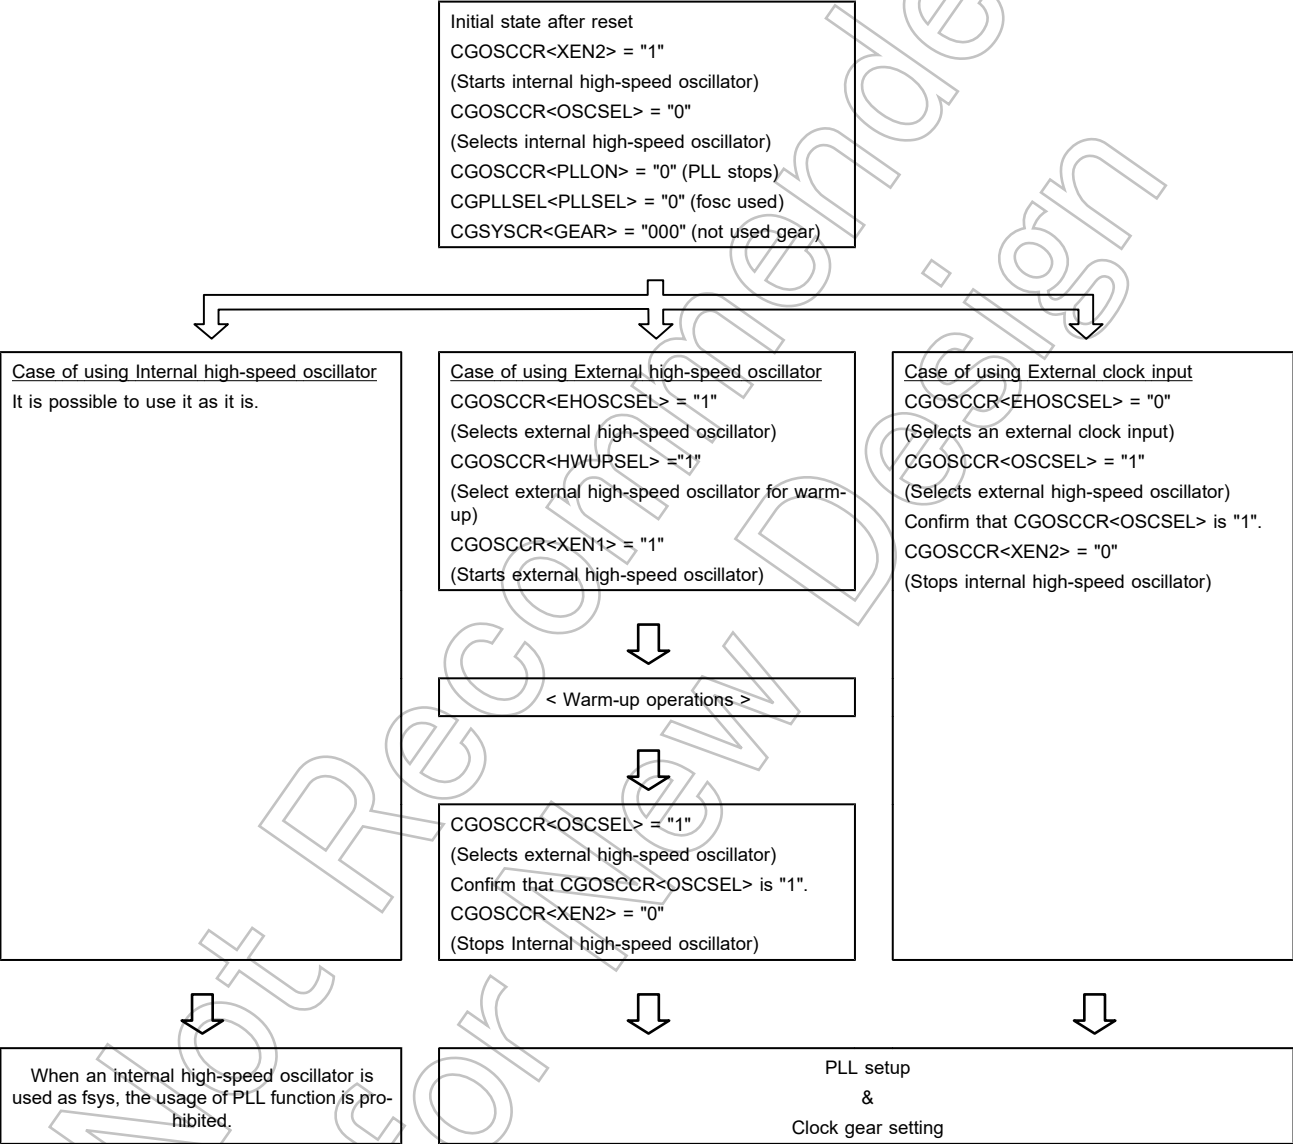 Initial state after reset
CGOSCCR<XEN2> = "1"
(Starts internal high-speed oscillator)
CGOSCCR<OSCSEL> = "0"
(Selects internal high-speed oscillator)
CGOSCCR<PLLON> = "0" (PLL stops)
CGPLLSEL<PLLSEL> = "0" (fosc used)
CGSYSCR<GEAR> = "000" (not used gear)
Case of using Internal high-speed oscillator
It is possible to use it as it is.
Case of using External high-speed oscillator
CGOSCCR<EHOSCSEL> = "1"
(Selects external high-speed oscillator)
CGOSCCR<HWUPSEL> ="1"
(Select external high-speed oscillator for warm-
up)
CGOSCCR<XEN1> = "1"
(Starts external high-speed oscillator)
Case of using External clock input
CGOSCCR<EHOSCSEL> = "0"
(Selects an external clock input)
CGOSCCR<OSCSEL> = "1"
(Selects external high-speed oscillator)
Confirm that CGOSCCR<OSCSEL> is "1".
CGOSCCR<XEN2> = "0"
(Stops internal high-speed oscillator)
< Warm-up operations >
CGOSCCR<OSCSEL> = "1"
(Selects external high-speed oscillator)
Confirm that CGOSCCR<OSCSEL> is "1".
CGOSCCR<XEN2> = "0"
(Stops Internal high-speed oscillator)
When an internal high-speed oscillator is
used as fsys, the usage of PLL function is pro-
hibited.
PLL setup
&
Clock gear setting
Not Recommended
for New Design